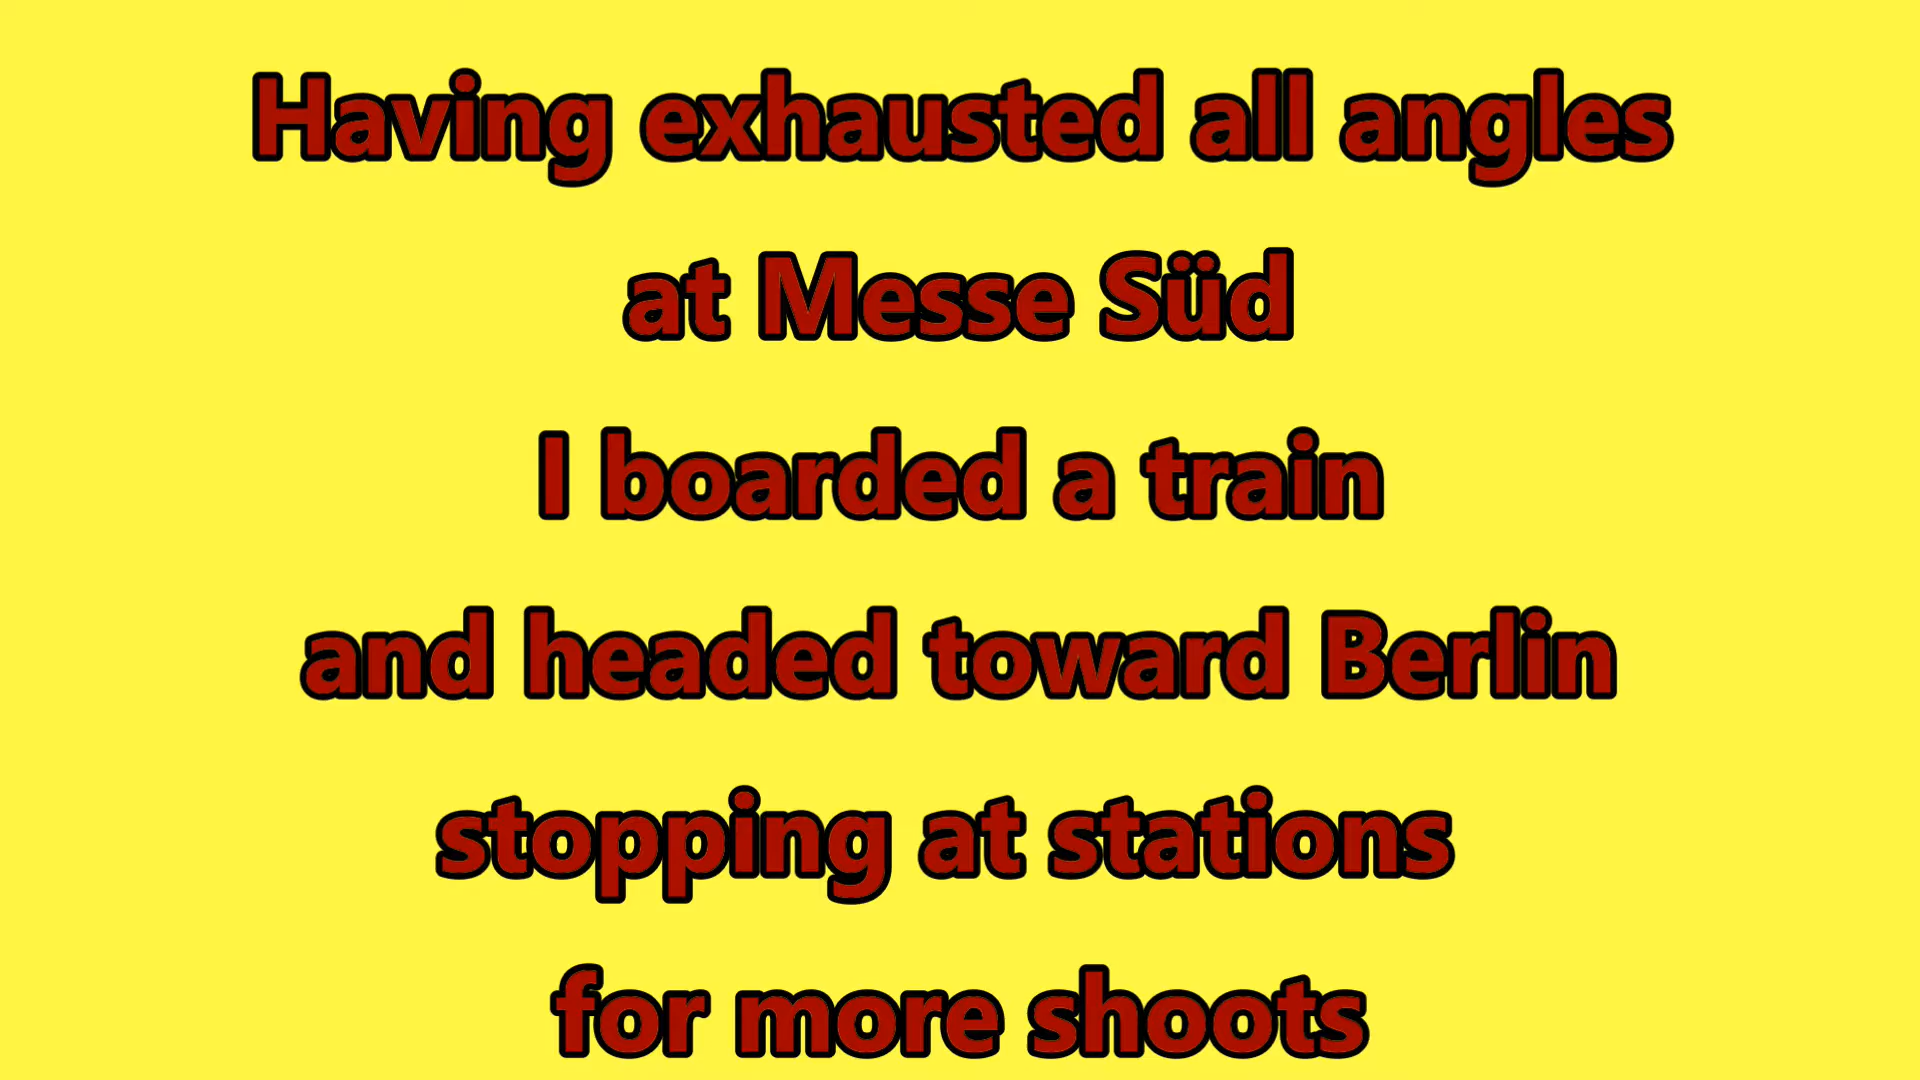 Having exhausted all angles
at Messe Süd
I boarded a train
and headed toward Berlin
stopping at stations
for more shoots